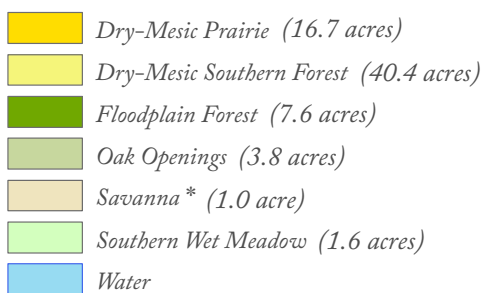 Dry-Mesic Prairie (16.7 acres)
Dry-Mesic Southern Forest (40.4 acres)
Floodplain Forest (7.6 acres)
Oak Openings (3.8 acres)
Savanna * (1.0 acre)
Southern Wet Meadow (1.6 acres)
Water